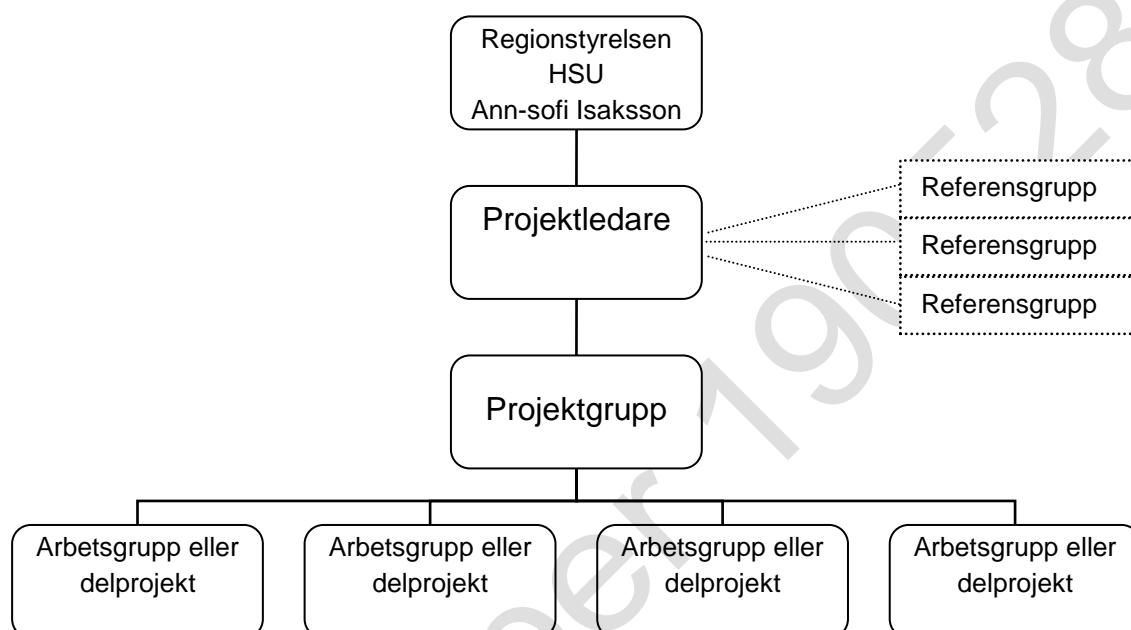 Regionstyrelsen
HSU
Ann-sofi Isaksson
Projektledare
Referensgrupp
Referensgrupp
Referensgrupp
Projektgrupp
Arbetsgrupp eller
delprojekt
Arbetsgrupp eller
delprojekt
Arbetsgrupp eller
delprojekt
Arbetsgrupp eller
delprojekt